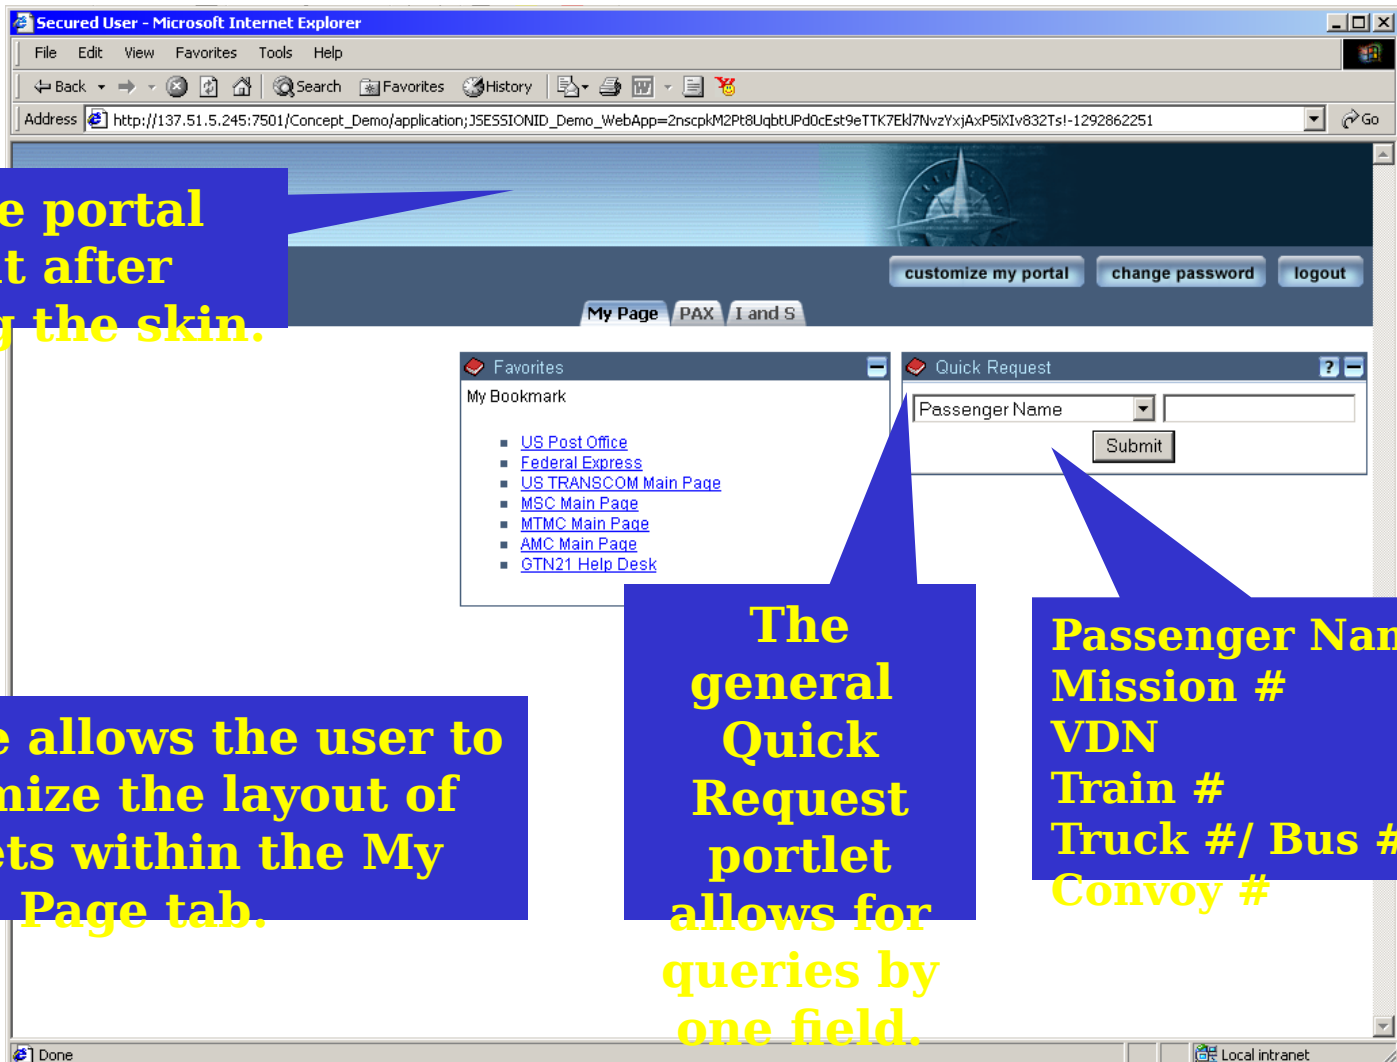 Secured User - Microsoft Internet Explorer
File Edit View Favorites Tools Help
Back Search Favorites History
Address http://137.51.5.245:7501/Concept_Demo/application;JSESSIONID_Demo_WebApp=2nscpkM2Pt8UqbtUPd0cEst9eTTK7Ekl7NvzYxjAxP5iXIv832Ts!-1292862251 Go
e portal
t after
g the skin.
customize my portal change password logout
My Page PAX I and S
Favorites
My Bookmark
US Post Office
Federal Express
US TRANSCOM Main Page
MSC Main Page
MTMC Main Page
AMC Main Page
GTN21 Help Desk
Quick Request ?
Passenger Name
Submit
The
general
Quick
Request
portlet
allows for
queries by
one field.
Passenger Nam
Mission #
VDN
Train #
Truck #/ Bus #
Convoy #
e allows the user to
mize the layout of
ets within the My
Page tab.
Done Local intranet